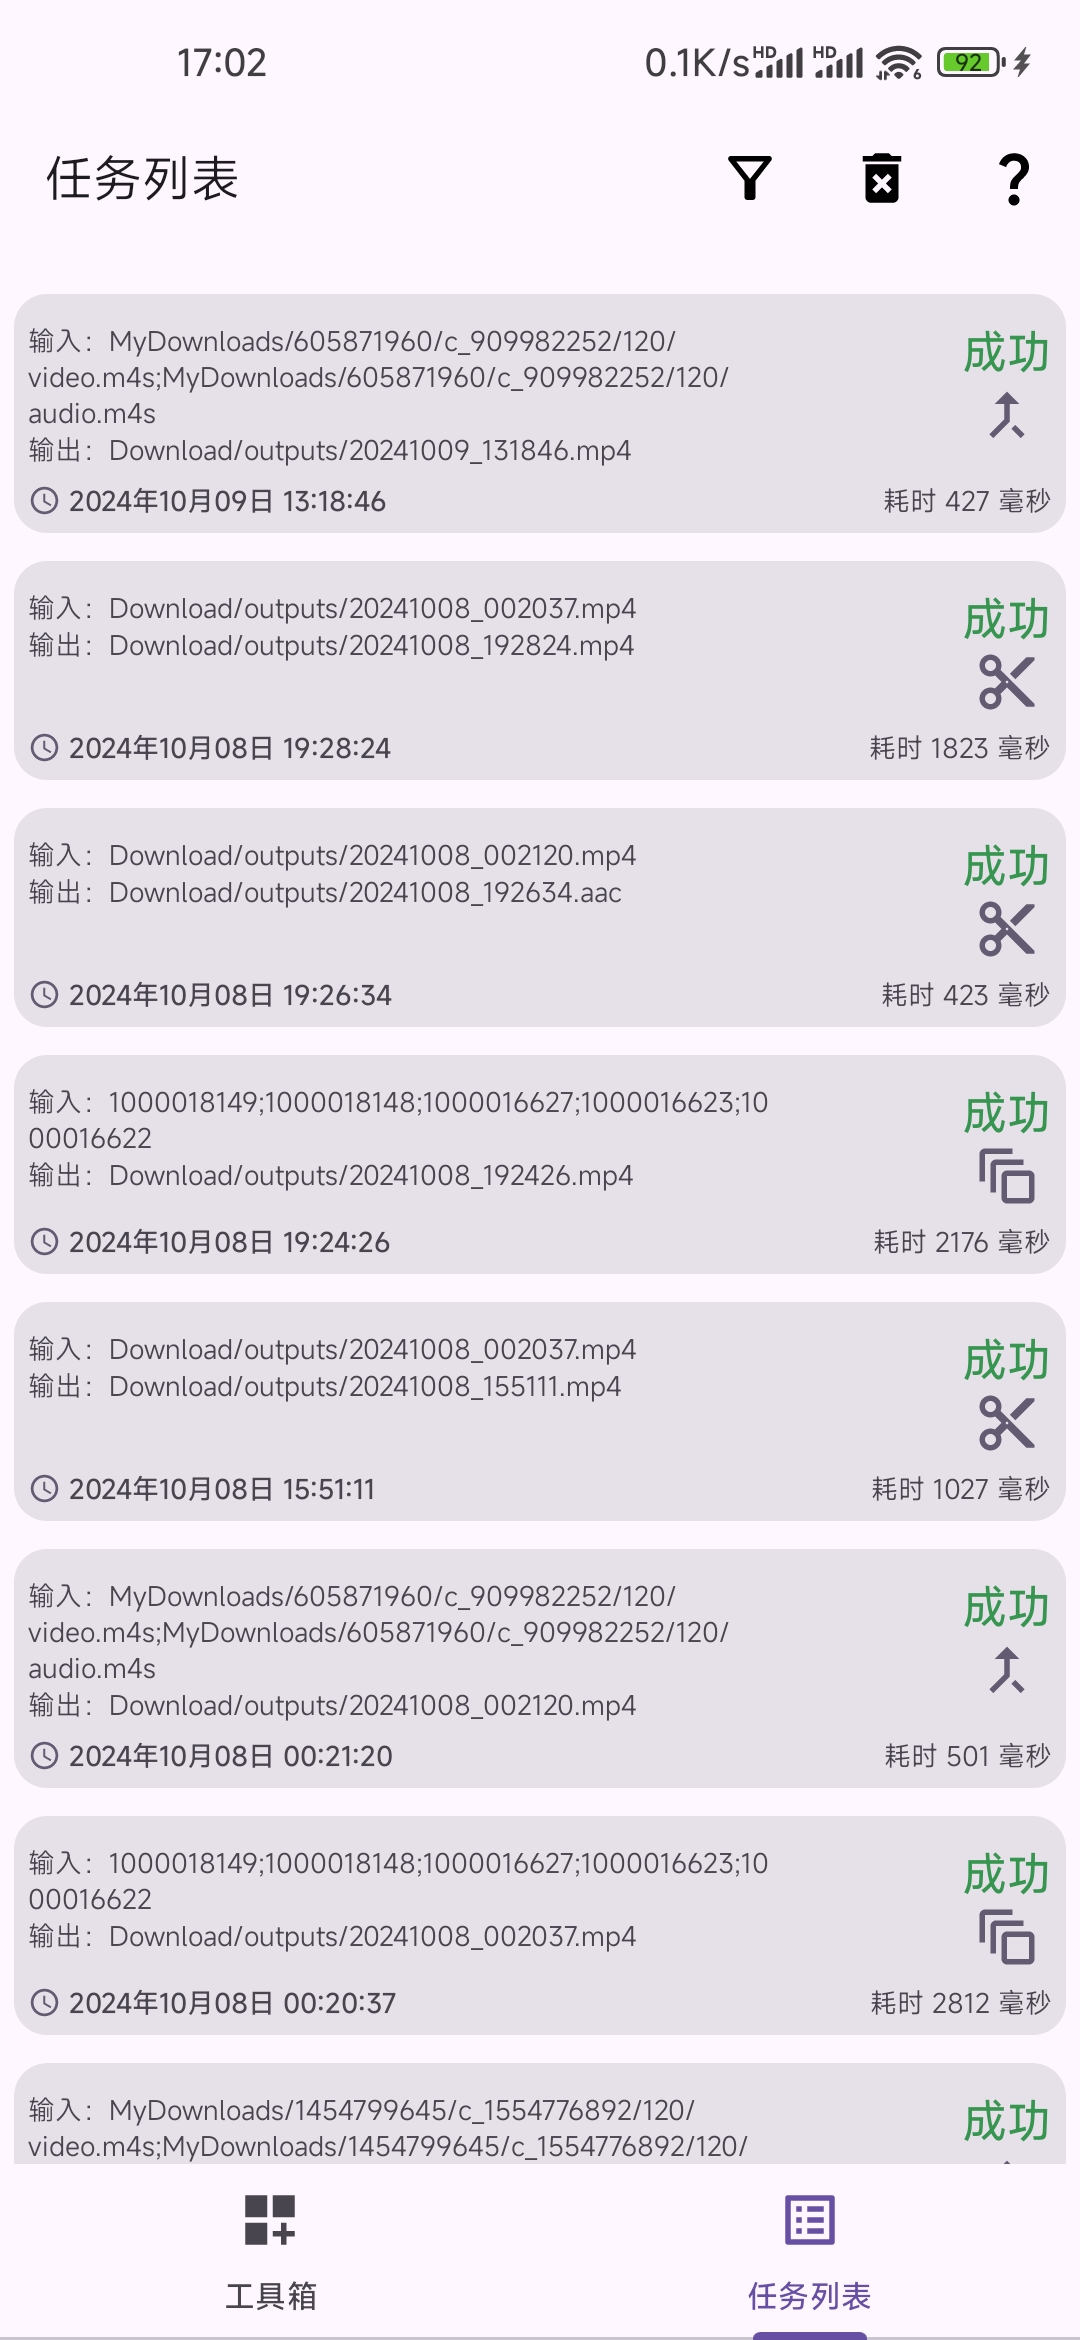 17:02
0.1K/s HD HD 6 92
任务列表
输入：MyDownloads/605871960/c_909982252/120/
video.m4s;MyDownloads/605871960/c_909982252/120/
audio.m4s
输出：Download/outputs/20241009_131846.mp4
成功
2024年10月09日 13:18:46
耗时 427 毫秒
输入：Download/outputs/20241008_002037.mp4
输出：Download/outputs/20241008_192824.mp4
成功
2024年10月08日 19:28:24
耗时 1823 毫秒
输入：Download/outputs/20241008_002120.mp4
输出：Download/outputs/20241008_192634.aac
成功
2024年10月08日 19:26:34
耗时 423 毫秒
输入：1000018149;1000018148;1000016627;1000016623;10
00016622
输出：Download/outputs/20241008_192426.mp4
成功
2024年10月08日 19:24:26
耗时 2176 毫秒
输入：Download/outputs/20241008_002037.mp4
输出：Download/outputs/20241008_155111.mp4
成功
2024年10月08日 15:51:11
耗时 1027 毫秒
输入：MyDownloads/605871960/c_909982252/120/
video.m4s;MyDownloads/605871960/c_909982252/120/
audio.m4s
输出：Download/outputs/20241008_002120.mp4
成功
2024年10月08日 00:21:20
耗时 501 毫秒
输入：1000018149;1000018148;1000016627;1000016623;10
00016622
输出：Download/outputs/20241008_002037.mp4
成功
2024年10月08日 00:20:37
耗时 2812 毫秒
输入：MyDownloads/1454799645/c_1554776892/120/
video.m4s;MyDownloads/1454799645/c_1554776892/120/
成功
工具箱
任务列表